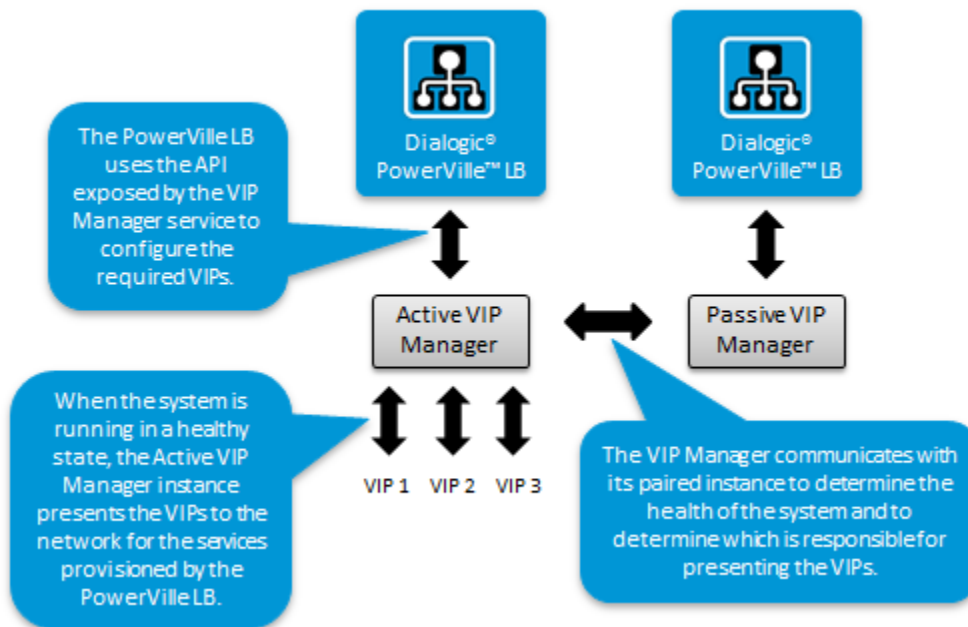 Dialogic®
PowerVille™ LB
Dialogic®
PowerVille™ LB
The PowerVille LB
uses the API
exposed by the VIP
Manager service to
configure the
required VIPs.
Active VIP
Manager
Passive VIP
Manager
When the system is
running in a healthy
state, the Active VIP
Manager instance
presents the VIPs to the
network for the services
provisioned by the
PowerVille LB.
VIP 1
VIP 2
VIP 3
The VIP Manager communicates with
its paired instance to determine the
health of the system and to
determine which is responsible for
presenting the VIPs.